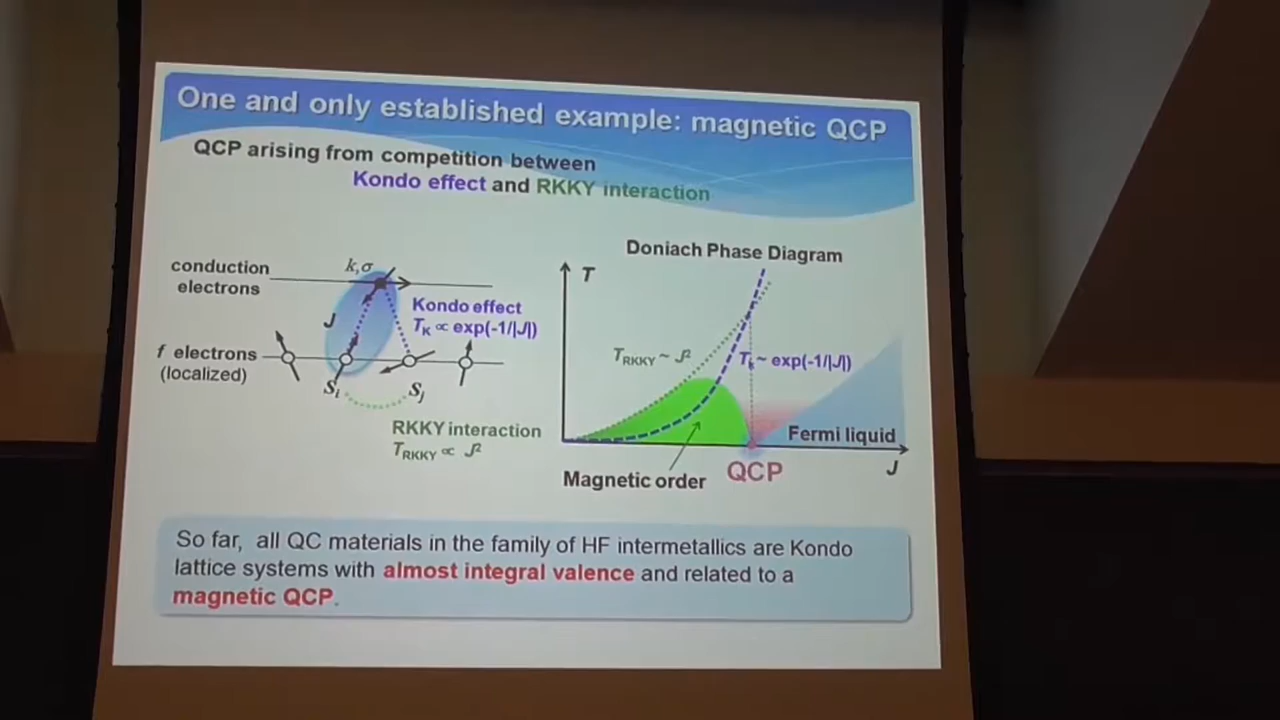 One and only established example: magnetic QCP
QCP arising from competition between
Kondo effect and RKKY interaction
conduction
electrons
k,σ
J
Kondo effect
T_K ∝ exp(-1/|J|)
f electrons
(localized)
S_i
S_j
RKKY interaction
T_RKKY ∝ J²
Doniach Phase Diagram
T
T_RKKY ~ J²
T_k ~ exp(-1/|J|)
Fermi liquid
J
Magnetic order
QCP
So far, all QC materials in the family of HF intermetallics are Kondo
lattice systems with almost integral valence and related to a
magnetic QCP.